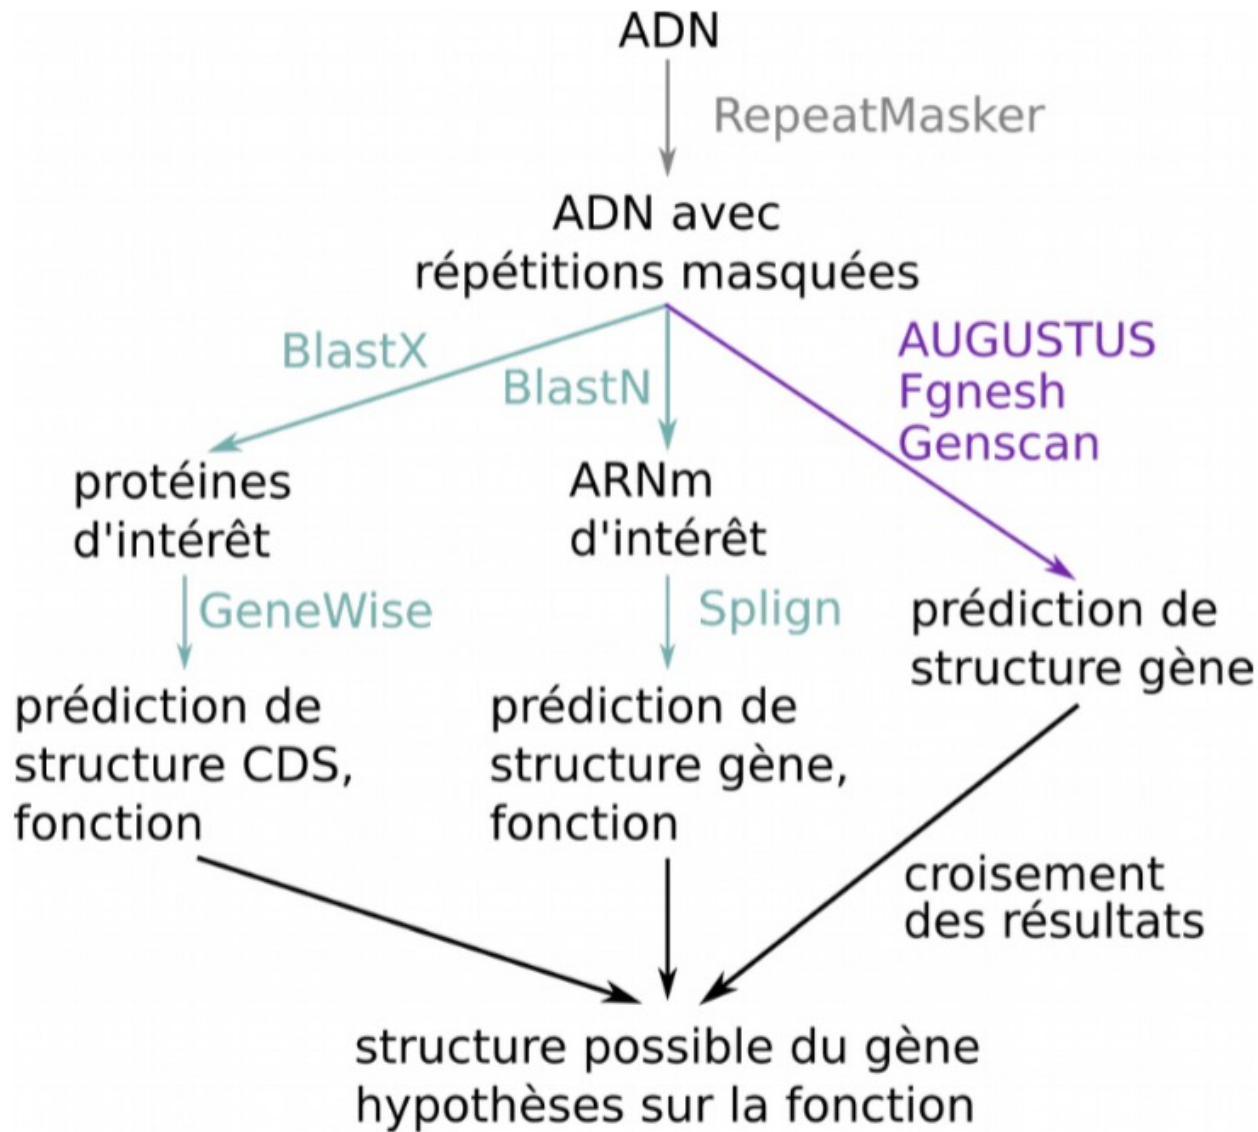 ADN
RepeatMasker
ADN avec
répétitions masquées
BlastX
BlastN
AUGUSTUS
Fgnesh
Genscan
protéines
d'intérêt
ARNm
d'intérêt
GeneWise
Splign
prédiction de
structure gène
prédiction de
structure CDS,
fonction
prédiction de
structure gène,
fonction
croisement
des résultats
structure possible du gène
hypothèses sur la fonction